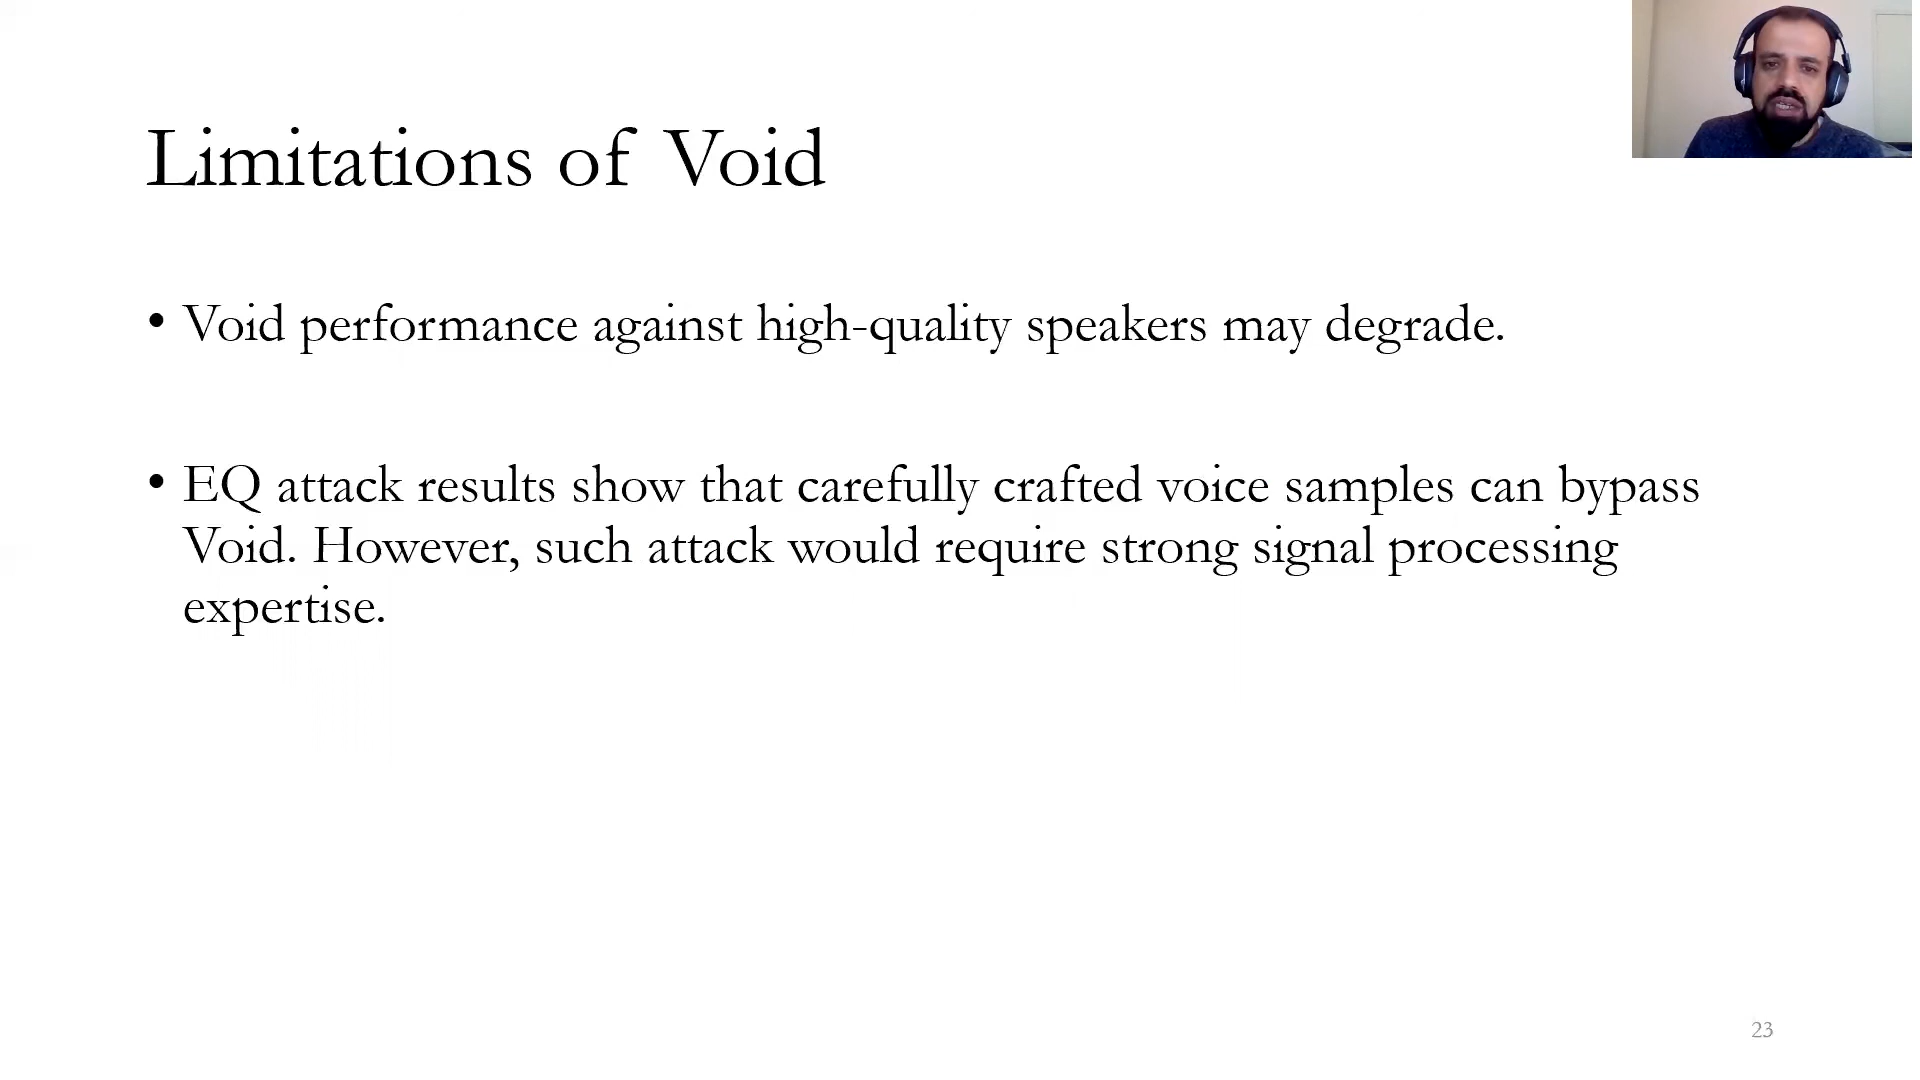 Limitations of Void
• Void performance against high-quality speakers may degrade.
• EQ attack results show that carefully crafted voice samples can bypass
Void. However, such attack would require strong signal processing
expertise.
23